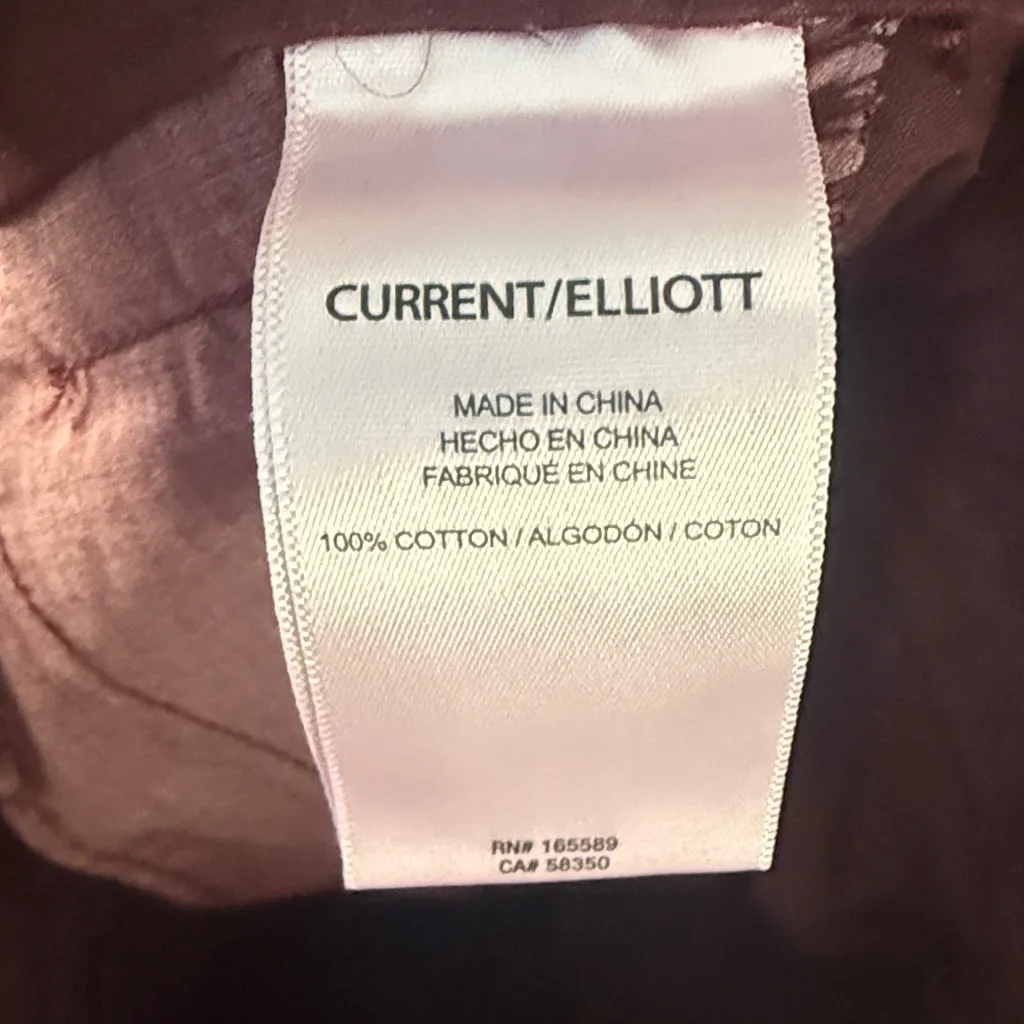 CURRENT/ELLIOTT
MADE IN CHINA
HECHO EN CHINA
FABRIQUÉ EN CHINE
100% COTTON / ALGODÓN / COTON
RN# 165589
CA# 58350